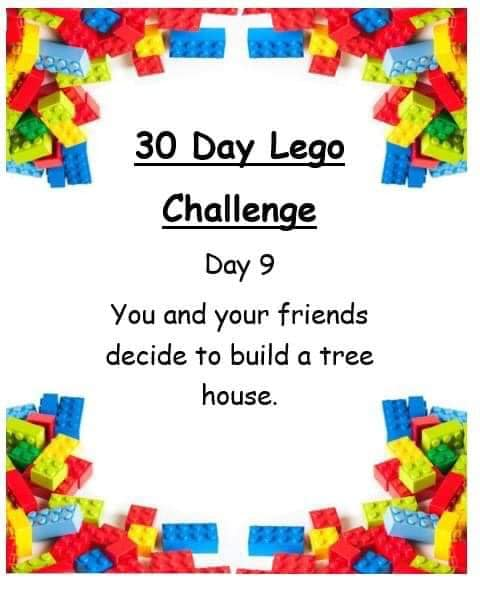 30 Day Lego
Challenge
Day 9
You and your friends
decide to build a tree
house.